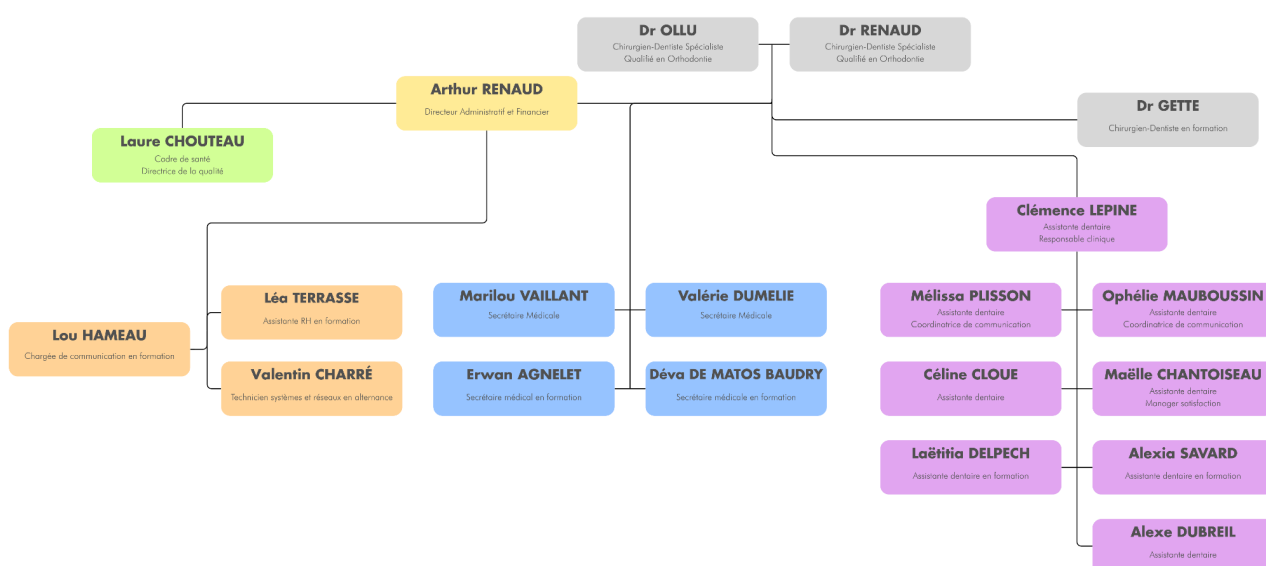 Dr OLLU
Chirurgien-Dentiste Spécialiste
Qualifié en Orthodontie
Dr RENAUD
Chirurgien-Dentiste Spécialiste
Qualifié en Orthodontie
Arthur RENAUD
Directeur Administratif et Financier
Dr GETTE
Chirurgien-Dentiste en formation
Laure CHOUTEAU
Cadre de santé
Directrice de la qualité
Clémence LEPINE
Assistante dentaire
Responsable clinique
Léa TERRASSE
Assistante RH en formation
Marilou VAILLANT
Secrétaire Médicale
Valérie DUMELIE
Secrétaire Médicale
Mélissa PLISSON
Assistante dentaire
Coordinatrice de communication
Ophélie MAUBOUSSIN
Assistante dentaire
Coordinatrice de communication
Lou HAMEAU
Chargée de communication en formation
Valentin CHARRÉ
Technicien systèmes et réseaux en alternance
Erwan AGNELET
Secrétaire médical en formation
Déva DE MATOS BAUDRY
Secrétaire médicale en formation
Céline CLOUE
Assistante dentaire
Maëlle CHANTOISEAU
Assistante dentaire
Manager satisfaction
Laëtitia DELPECH
Assistante dentaire en formation
Alexia SAVARD
Assistante dentaire en formation
Alexe DUBREIL
Assistante dentaire